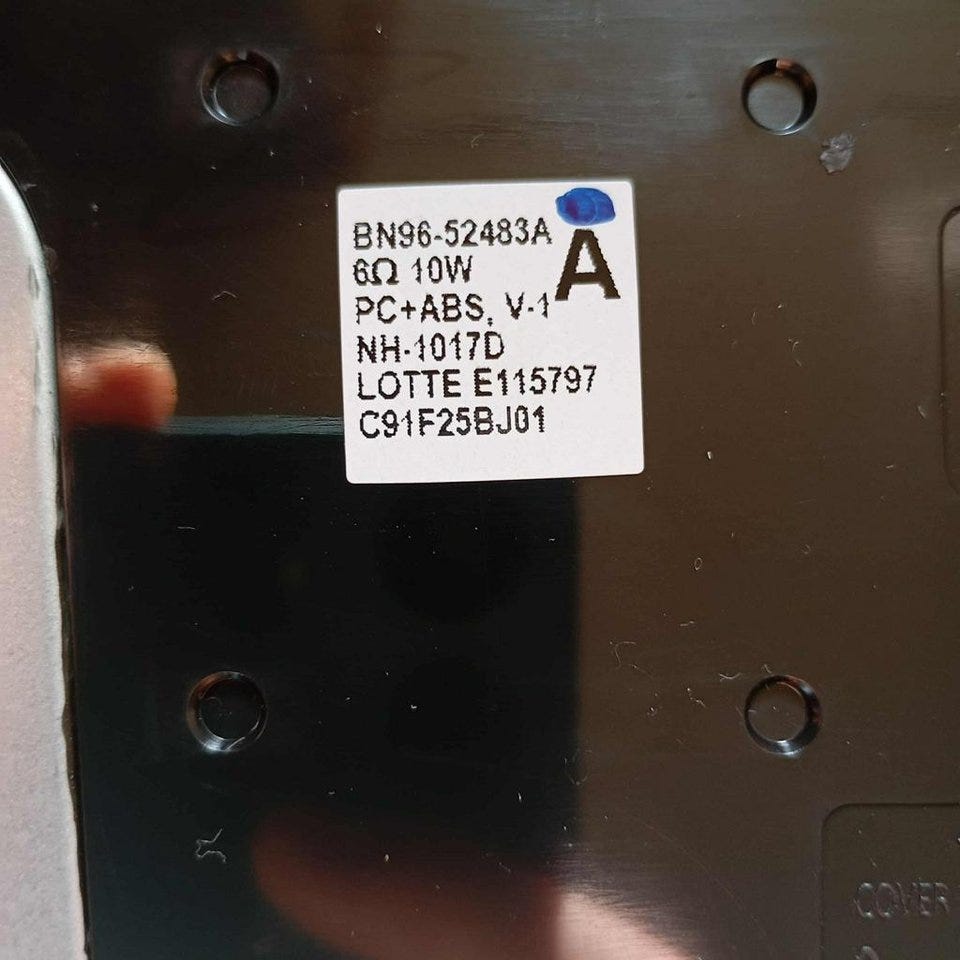 BN96-52483A
A
6Ω 10W
PC+ABS, V-1
NH-1017D
LOTTE E115797
C91F25BJ01
COVER